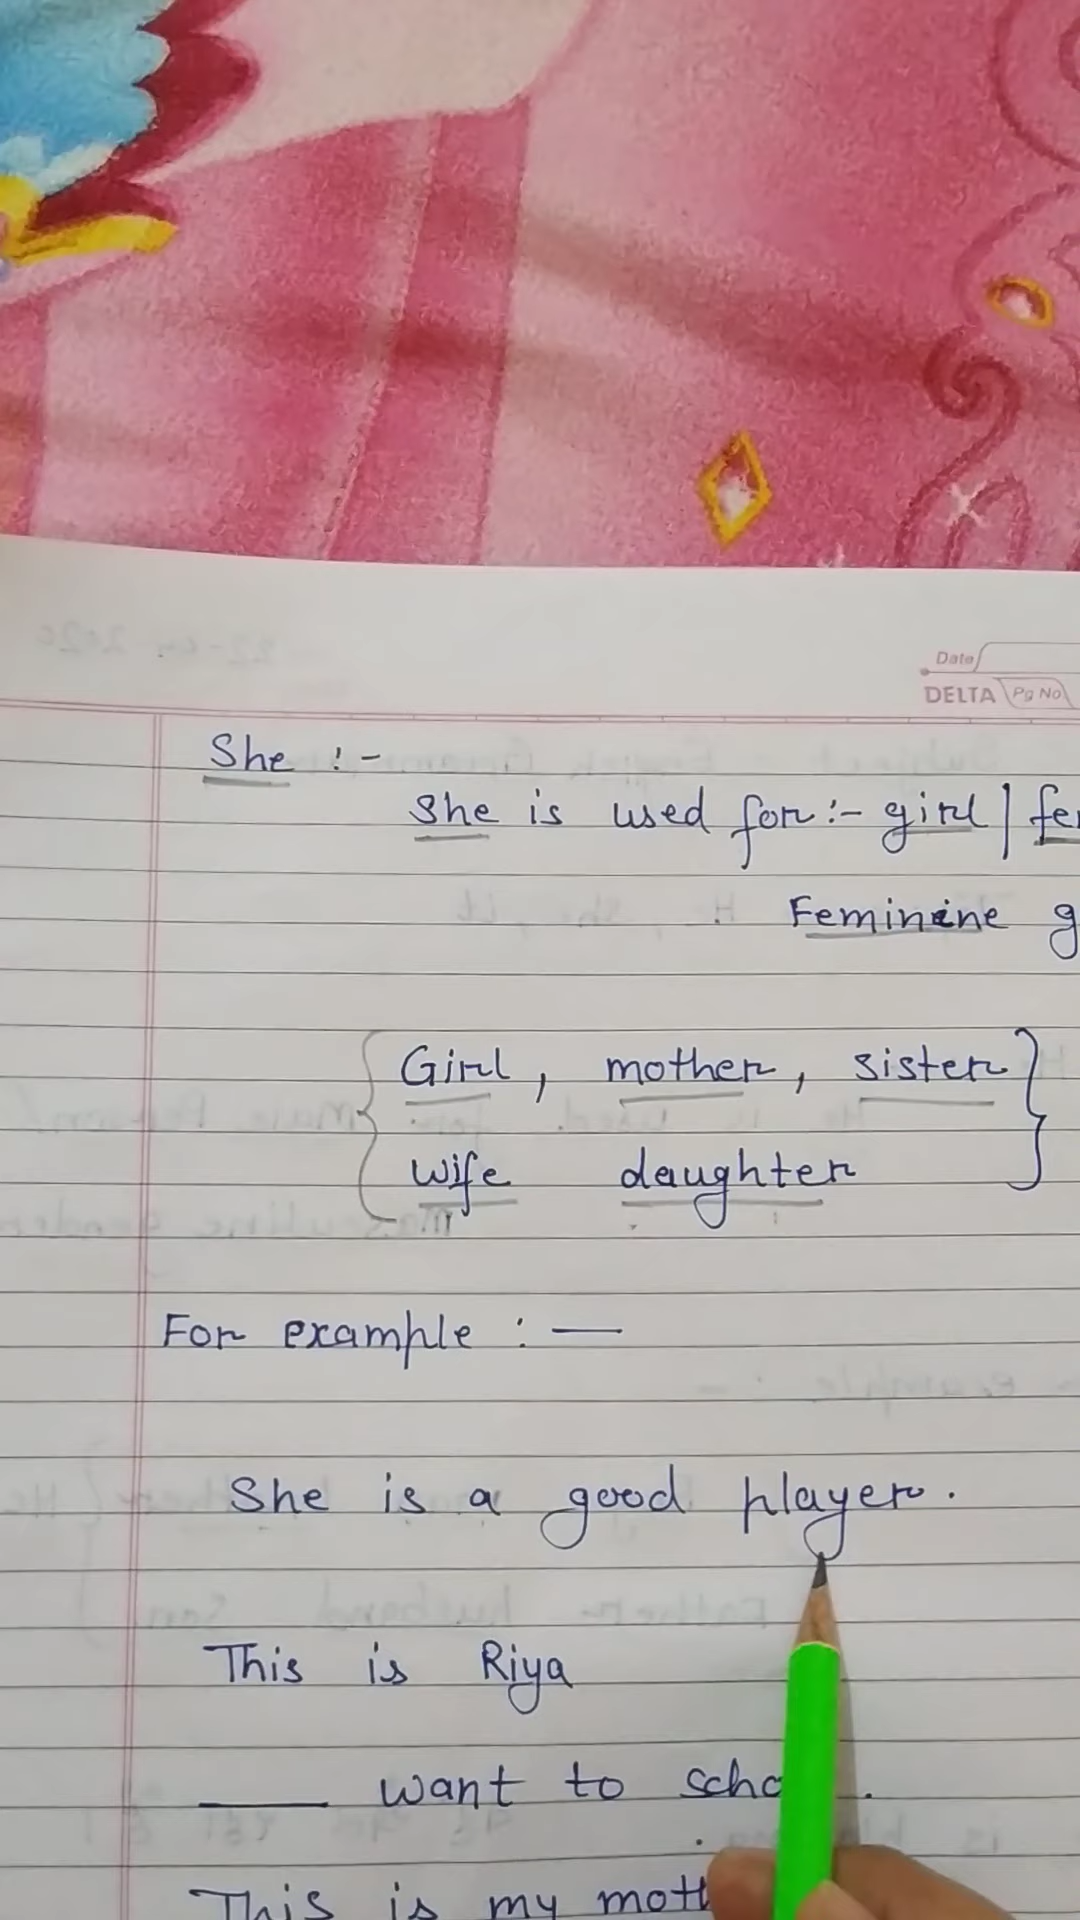 Date
DELTA Pg No
She :-
She is used for :- girl /
Feminine
Girl, mother, sister
wife daughter
For example : —
She is a good player.
This is Riya
____ want to
This is my